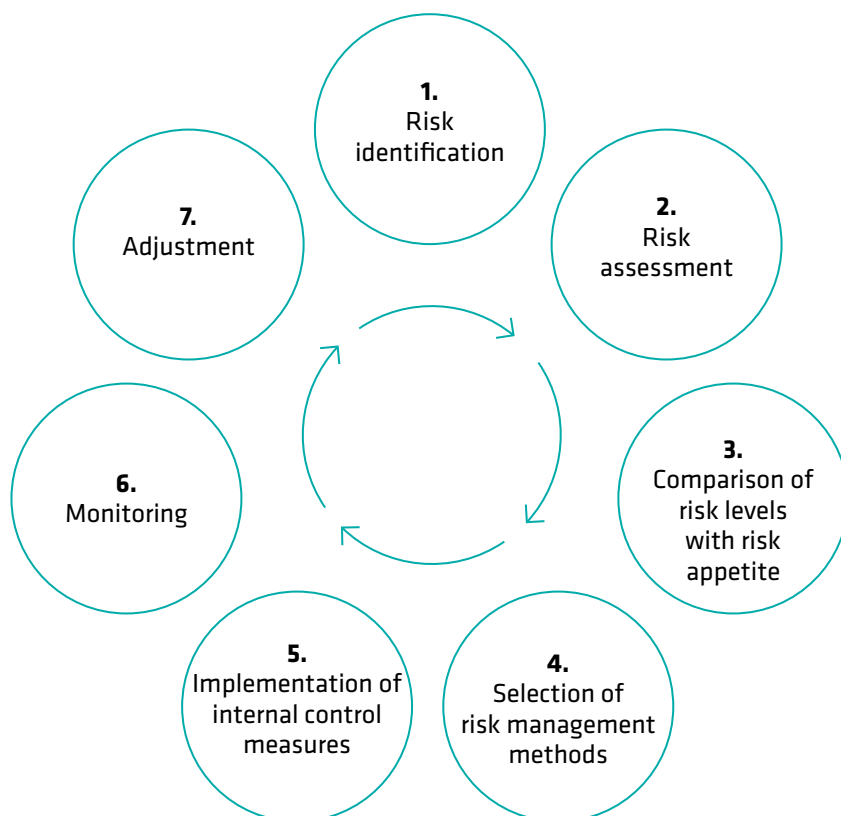 1.
Risk
identification
2.
Risk
assessment
3.
Comparison of
risk levels
with risk
appetite
4.
Selection of
risk management
methods
5.
Implementation of
internal control
measures
6.
Monitoring
7.
Adjustment